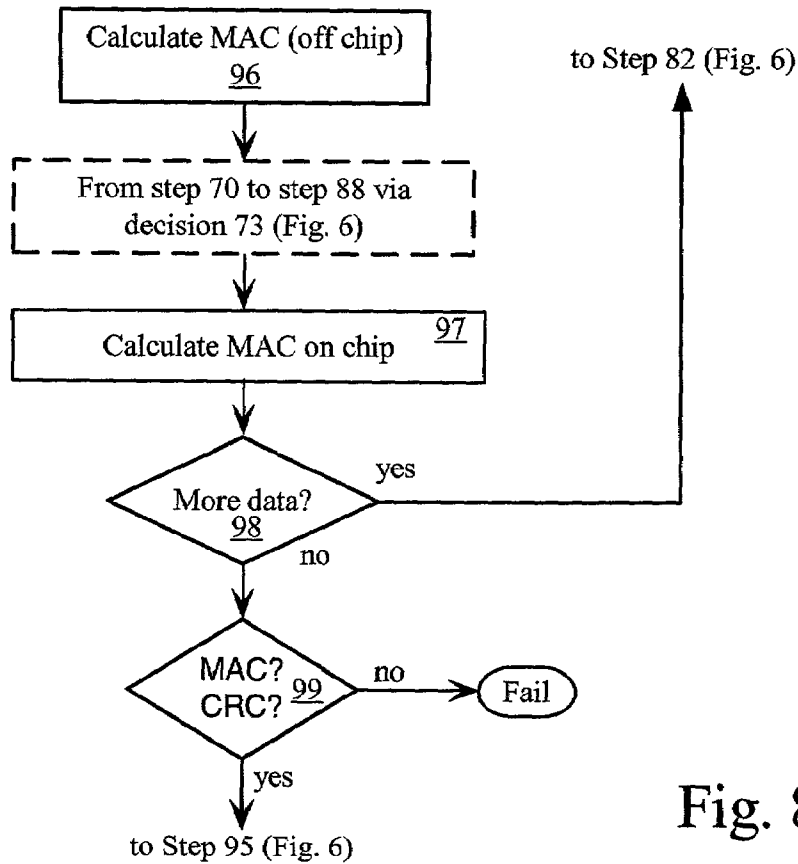 Calculate MAC (off chip)
96
to Step 82 (Fig. 6)
From step 70 to step 88 via
decision 73 (Fig. 6)
97
Calculate MAC on chip
yes
More data?
98
no
MAC?
CRC?
99
no
Fail
yes
to Step 95 (Fig. 6)
Fig.